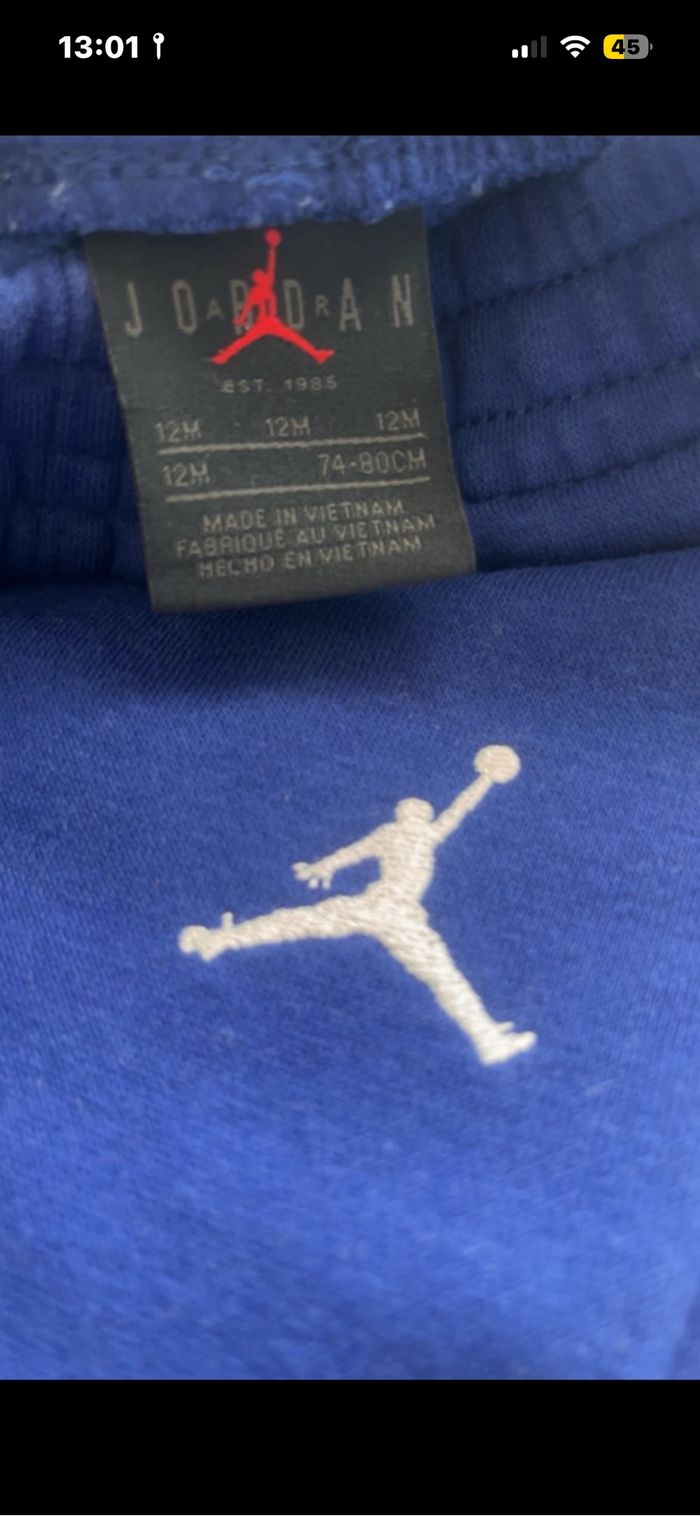 13:01
45
JORDAN
EST. 1985
12M 12M 12M
12M 74-80CM
MADE IN VIETNAM
FABRIQUÉ AU VIETNAM
HECHO EN VIETNAM